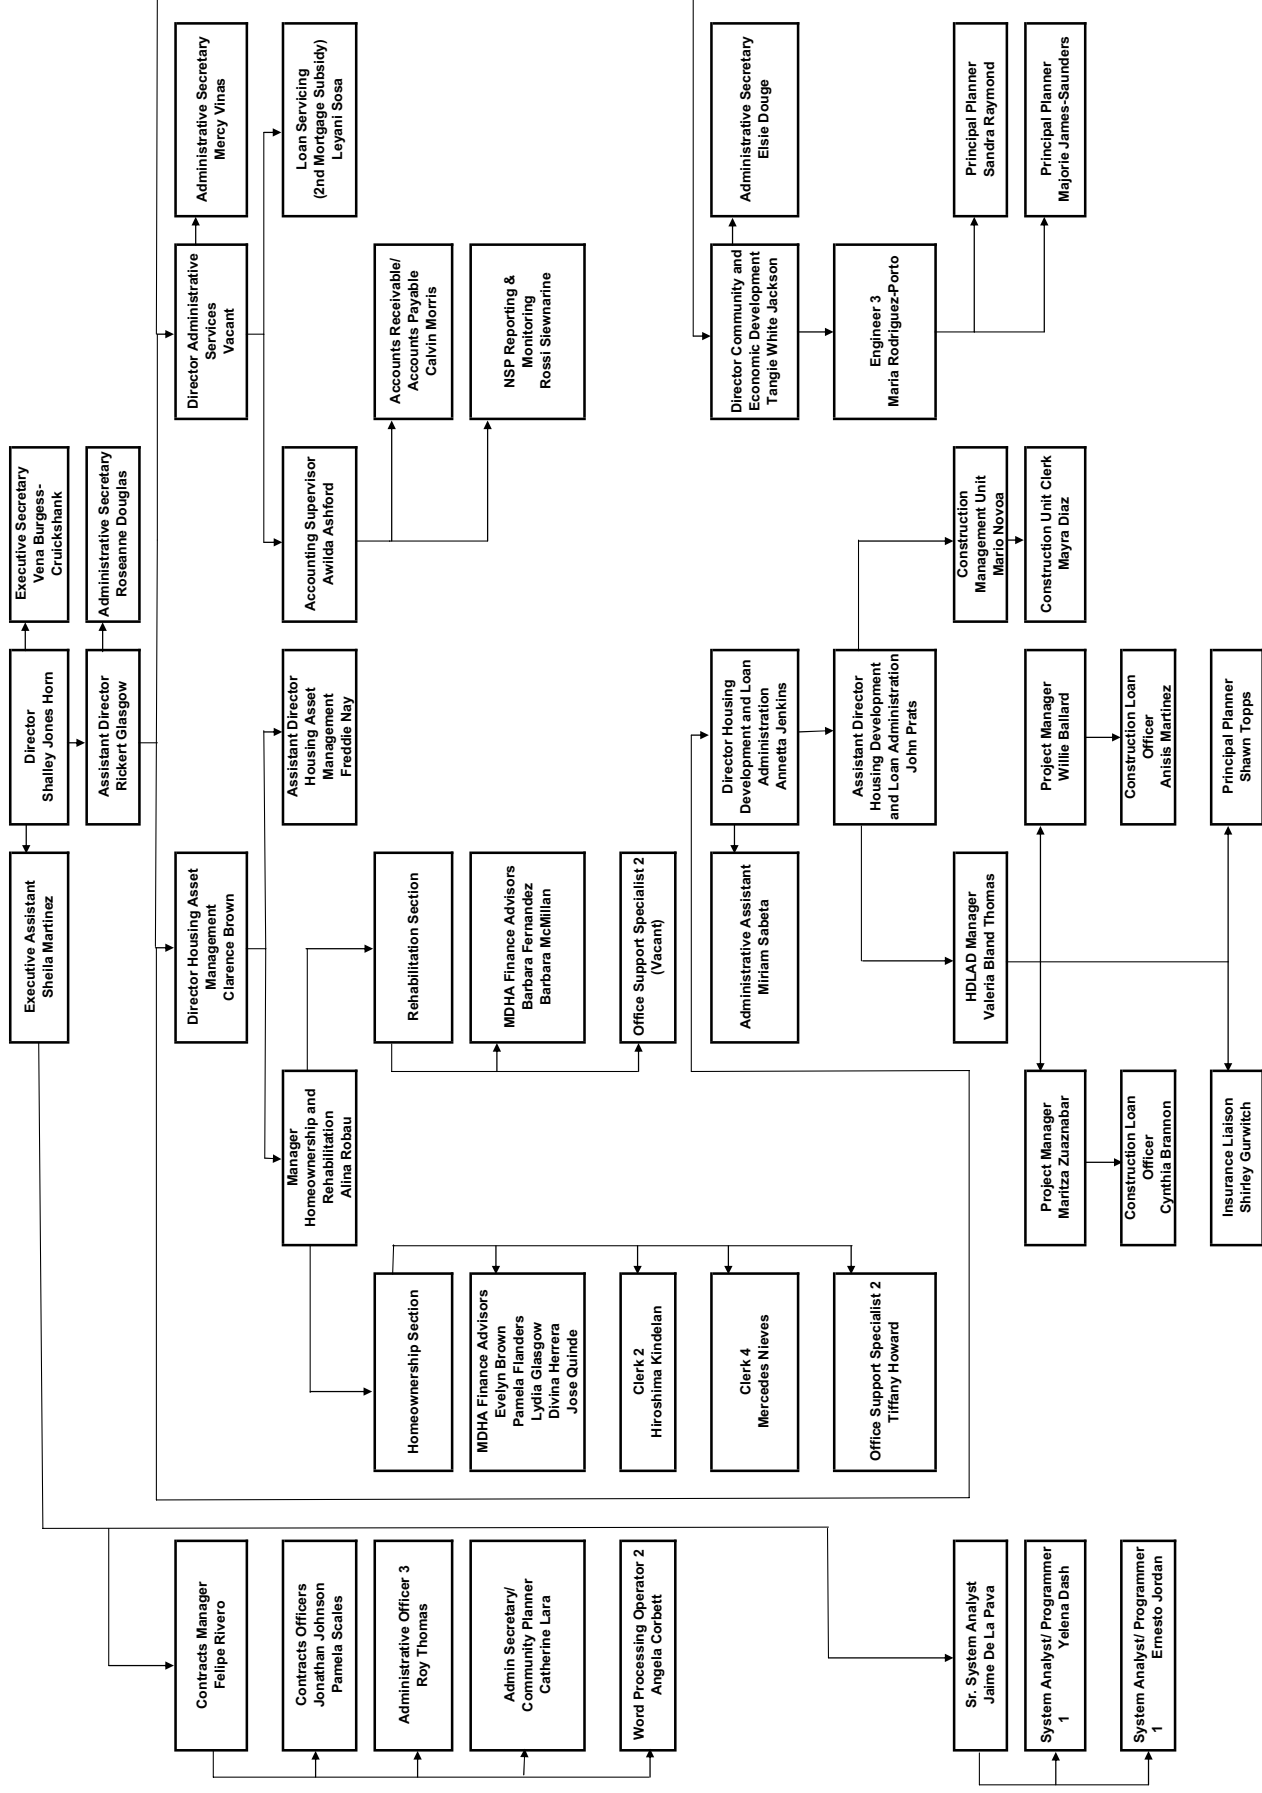 Executive Secretary
Vena Burgess-
Cruickshank
Director
Shalley Jones Horn
Executive Assistant
Sheila Martinez
Administrative Secretary
Roseanne Douglas
Assistant Director
Rickert Glasgow
Contracts Manager
Felipe Rivero
Director Housing Asset
Management
Clarence Brown
Director Administrative
Services
Vacant
Administrative Secretary
Mercy Vinas
Contracts Officers
Jonathan Johnson
Pamela Scales
Manager
Homeownership and
Rehabilitation
Alina Robau
Assistant Director
Housing Asset
Management
Freddie Nay
Accounting Supervisor
Awilda Ashford
Loan Servicing
(2nd Mortgage Subsidy)
Leyani Sosa
Administrative Officer 3
Roy Thomas
Homeownership Section
Rehabilitation Section
Accounts Receivable/
Accounts Payable
Calvin Morris
Admin Secretary/
Community Planner
Catherine Lara
MDHA Finance Advisors
Evelyn Brown
Pamela Flanders
Lydia Glasgow
Divina Herrera
Jose Quinde
MDHA Finance Advisors
Barbara Fernandez
Barbara McMillan
NSP Reporting &
Monitoring
Rossi Siewnarine
Word Processing Operator 2
Angela Corbett
Clerk 2
Hiroshima Kindelan
Office Support Specialist 2
(Vacant)
Clerk 4
Mercedes Nieves
Administrative Assistant
Miriam Sabeta
Director Housing
Development and Loan
Administration
Annetta Jenkins
Director Community and
Economic Development
Tangie White Jackson
Administrative Secretary
Elsie Douge
Office Support Specialist 2
Tiffany Howard
Assistant Director
Housing Development
and Loan Administration
John Prats
Engineer 3
Maria Rodriguez-Porto
Sr. System Analyst
Jaime De La Pava
HDLAD Manager
Valeria Bland Thomas
Construction
Management Unit
Mario Novoa
Principal Planner
Sandra Raymond
System Analyst/ Programmer
1 Yelena Dash
Project Manager
Maritza Zuaznabar
Project Manager
Willie Ballard
Construction Unit Clerk
Mayra Diaz
Principal Planner
Majorie James-Saunders
System Analyst/ Programmer
1 Ernesto Jordan
Construction Loan
Officer
Cynthia Brannon
Construction Loan
Officer
Anisis Martinez
Insurance Liaison
Shirley Gurwitch
Principal Planner
Shawn Topps